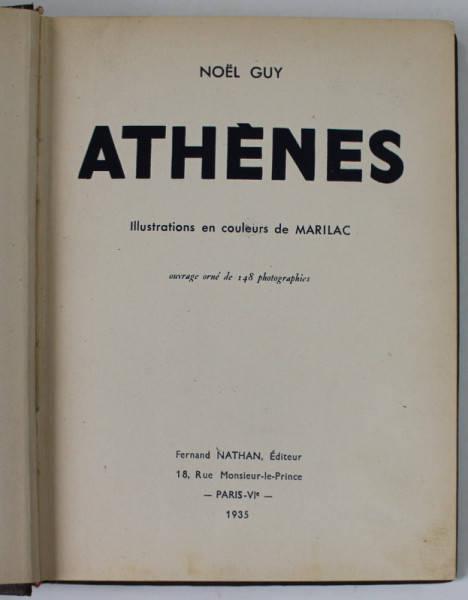 NOËL GUY
ATHÈNES
Illustrations en couleurs de MARILAC
ouvrage orné de 148 photographies
Fernand NATHAN, Éditeur
18, Rue Monsieur-le-Prince
— PARIS-VIe —
1935